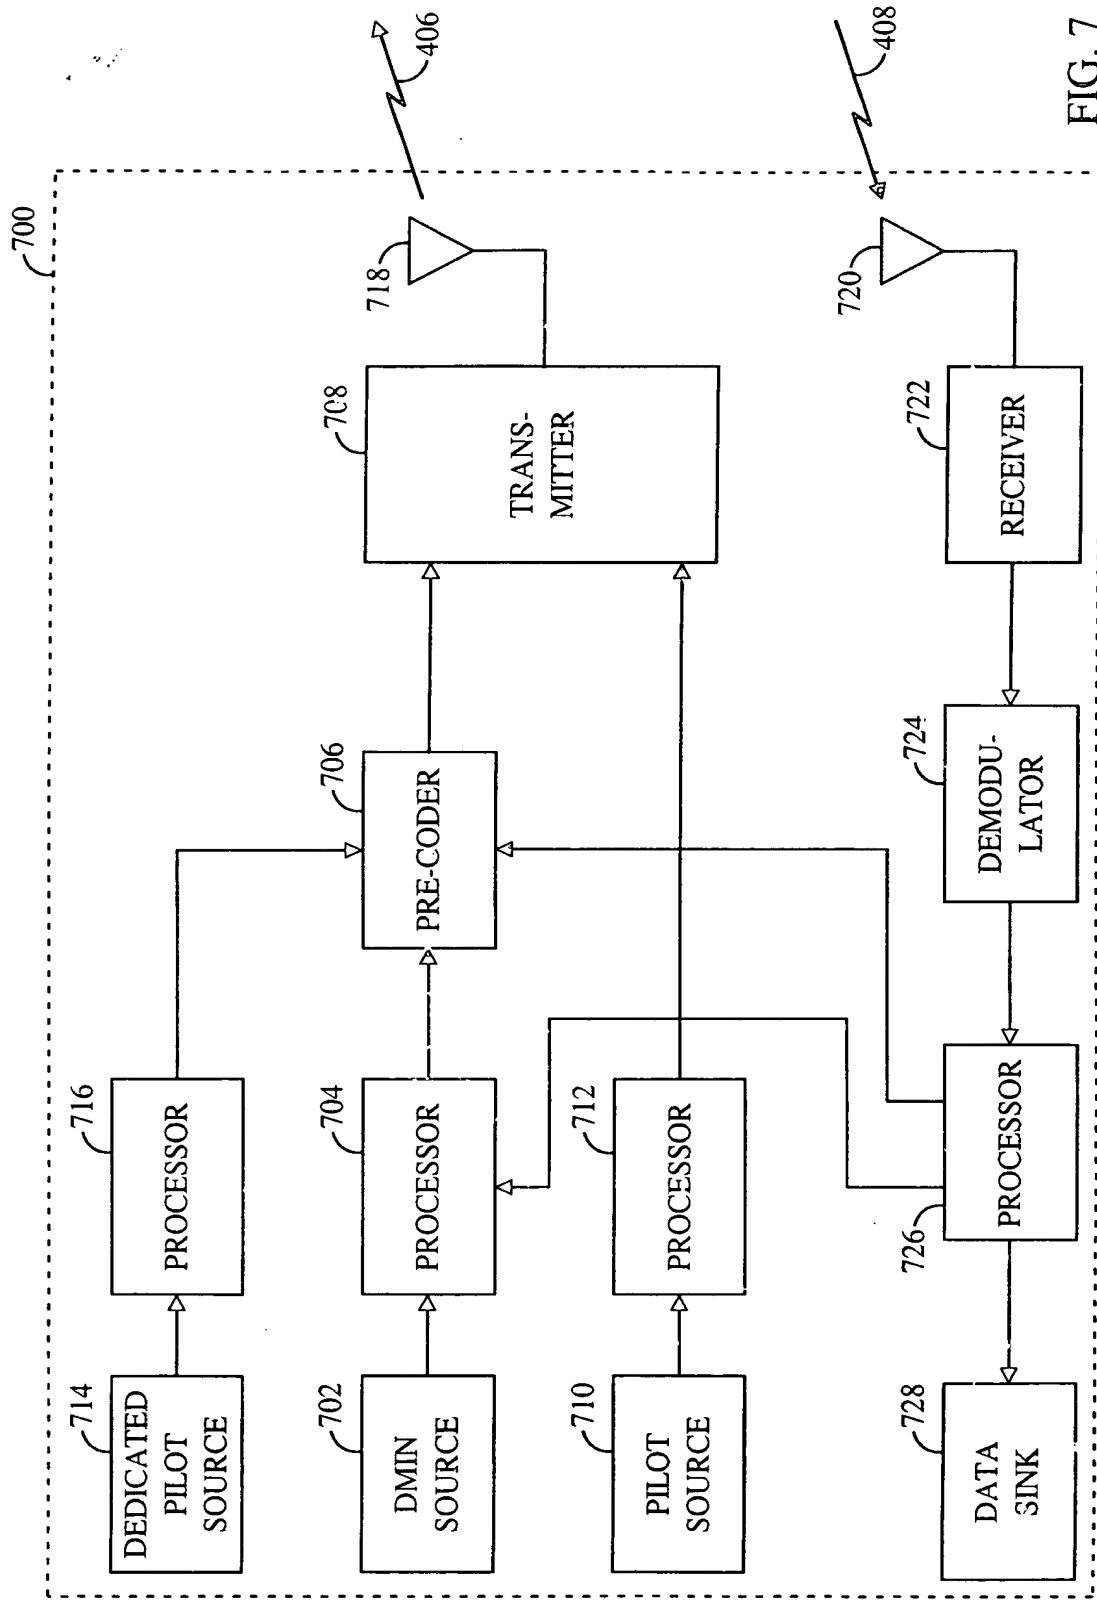 700
714
DEDICATED
PILOT
SOURCE
716
PROCESSOR
702
DMIN
SOURCE
704
PROCESSOR
706
PRE-CODER
708
TRANS-
MITTER
718
406
710
PILOT
SOURCE
712
PROCESSOR
728
DATA
SINK
726
PROCESSOR
724
DEMODU-
LATOR
722
RECEIVER
720
408
FIG. 7